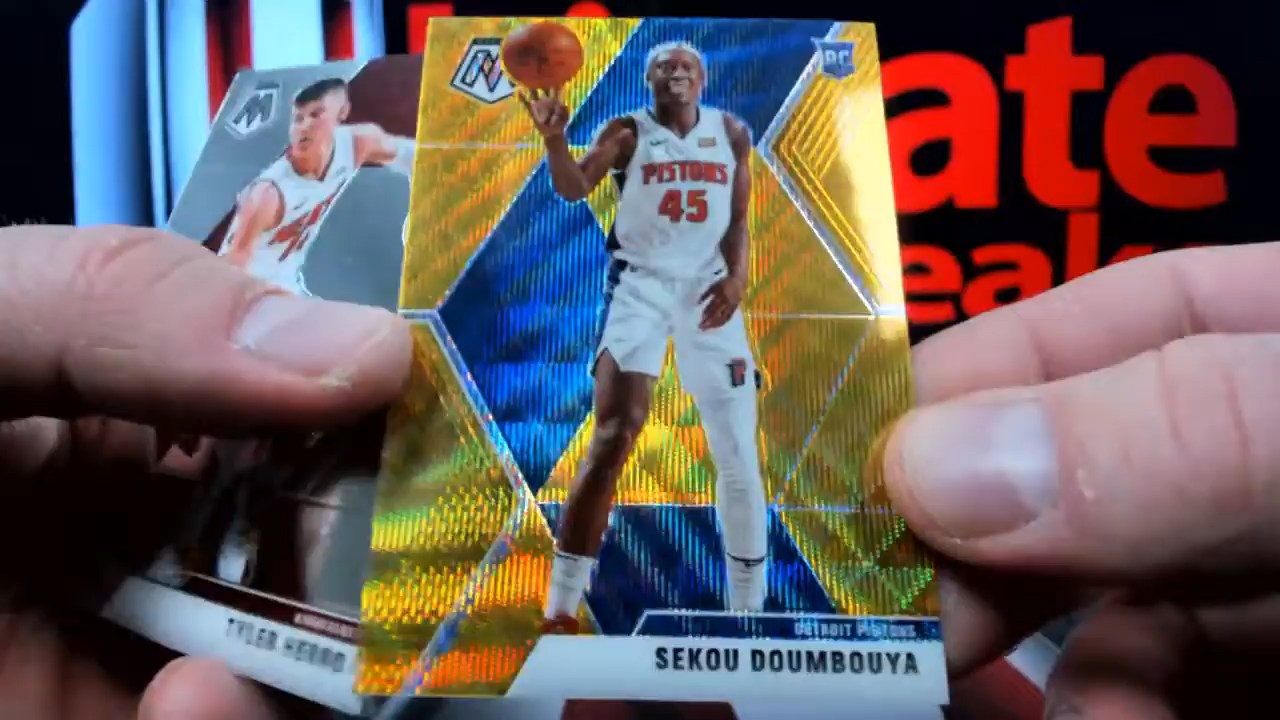 ate
eak
RC
PISTONS
45
DETROIT PISTONS
SEKOU DOUMBOUYA
TYLER HERRO